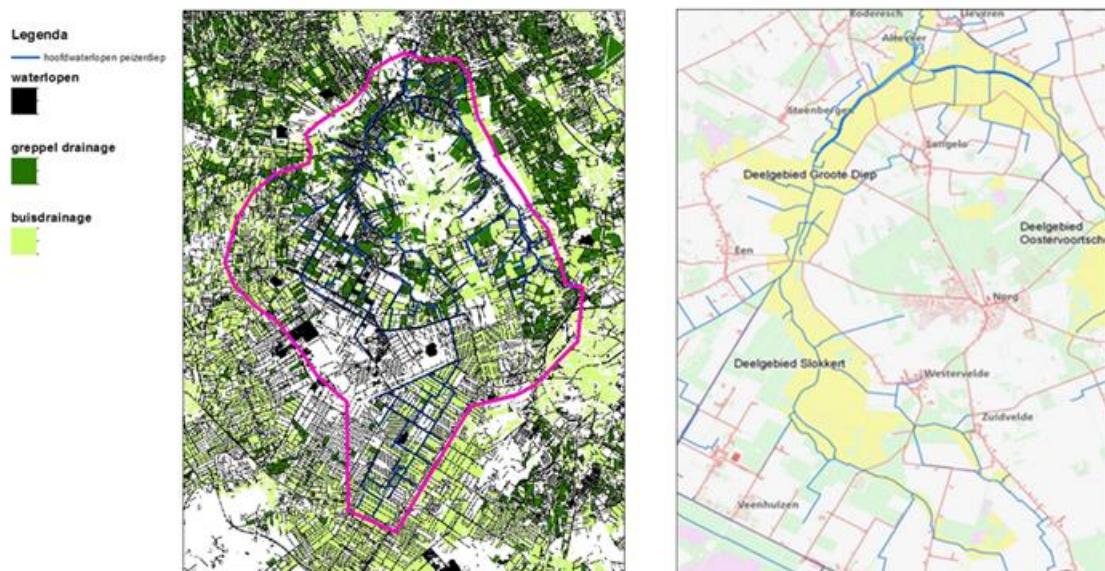 Legenda
hoofdwaterlopen peizerdiep
waterlopen
greppel drainage
buisdrainage
Roderesch
Lieveren
Alteveer
Steenbergen
Langelo
Deelgebied Groote Diep
Deelgebied
Oostervoortsche
Een
Norg
Deelgebied Slokkert
Westervelde
Zuidvelde
Veenhuizen